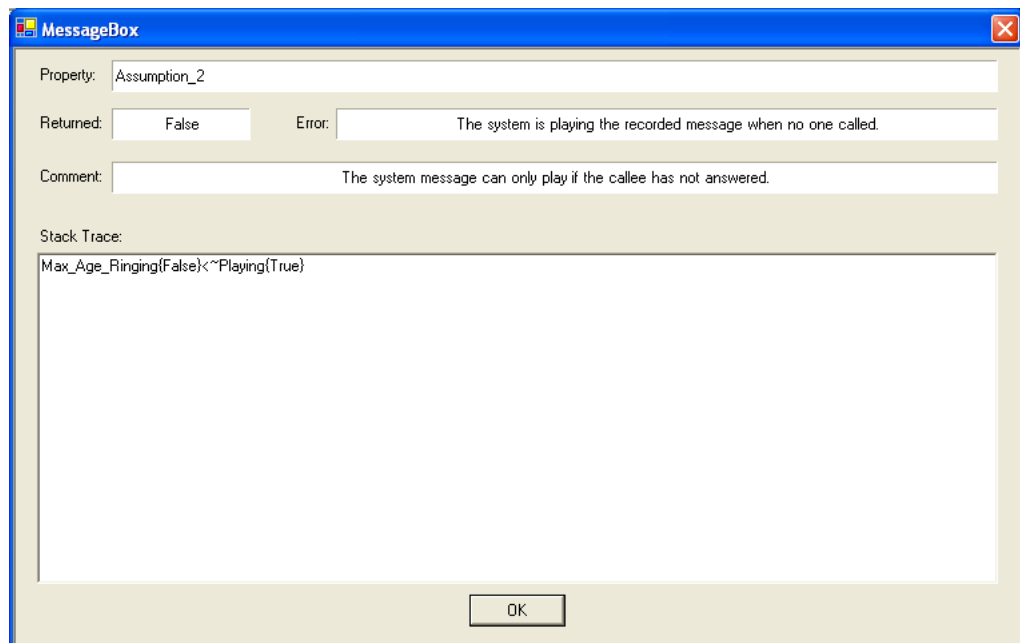 MessageBox
Property: Assumption_2
Returned: False Error: The system is playing the recorded message when no one called.
Comment: The system message can only play if the callee has not answered.
Stack Trace:
Max_Age_Ringing{False}<~Playing{True}
OK